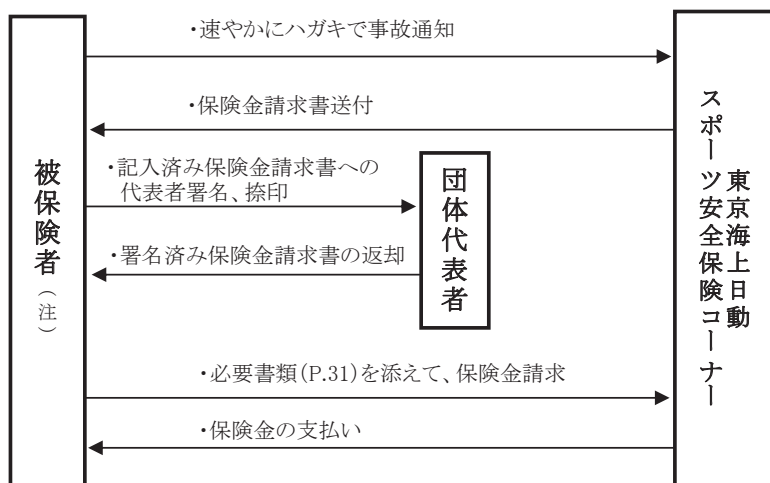 ・速やかにハガキで事故通知
・保険金請求書送付
被保険者(注)
・記入済み保険金請求書への
代表者署名、捺印
団体代表者
・署名済み保険金請求書の返却
東京海上日動
スポーツ安全保険コーナー
・必要書類(P.31)を添えて、保険金請求
・保険金の支払い